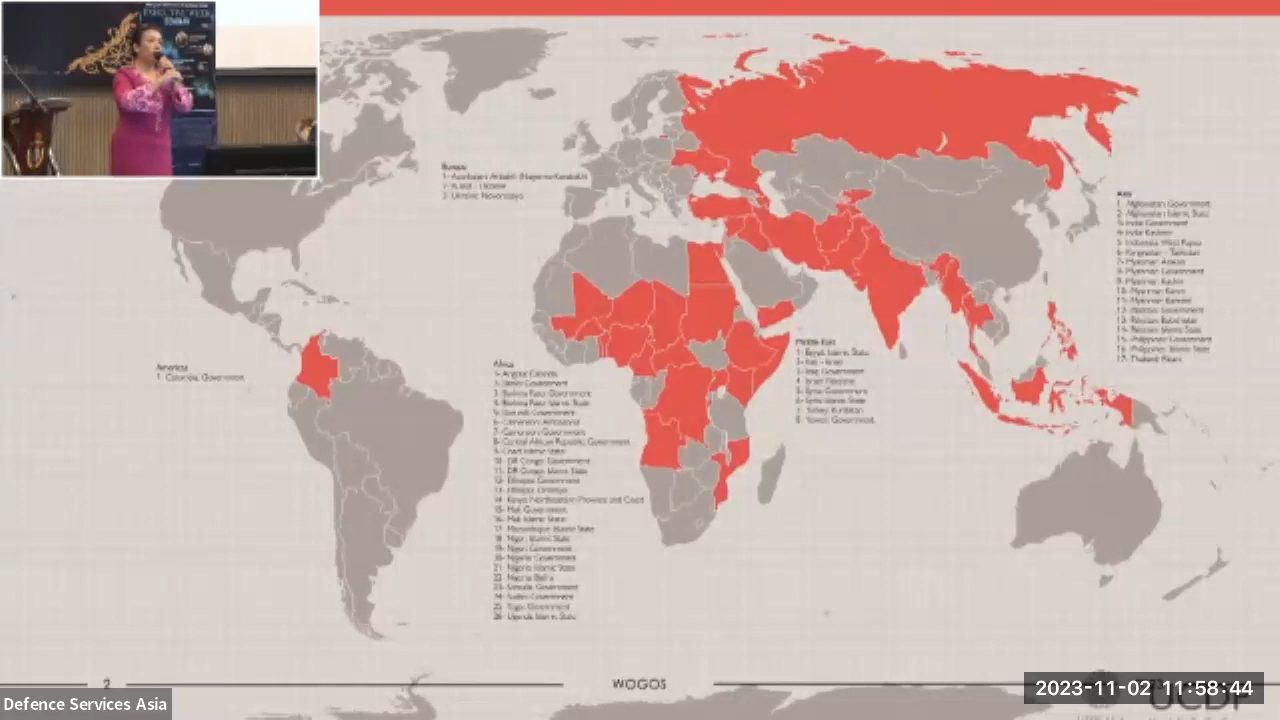 Europe
1- Azerbaijan: Artsakh (Nagorno-Karabakh)
2- Russia - Ukraine
3- Ukraine: Novorossiya
Asia
1- Afghanistan: Government
2- Afghanistan: Islamic State
3- India: Government
4- India: Kashmir
5- Indonesia: West Papua
6- Kyrgyzstan - Tajikistan
7- Myanmar: Arakan
8- Myanmar: Government
9- Myanmar: Kachin
10- Myanmar: Karen
11- Myanmar: Karenni
12- Pakistan: Government
13- Pakistan: Balochistan
14- Pakistan: Islamic State
15- Philippines: Government
16- Philippines: Islamic State
17- Thailand: Patani
Middle East
1- Egypt: Islamic State
2- Iran - Israel
3- Iraq: Government
4- Israel: Palestine
5- Syria: Government
6- Syria: Islamic State
7- Turkey: Kurdistan
8- Yemen: Government
America
1- Colombia: Government
Africa
1- Angola: Cabinda
2- Benin: Government
3- Burkina Faso: Government
4- Burkina Faso: Islamic State
5- Burundi: Government
6- Cameroon: Ambazonia
7- Cameroon: Government
8- Central African Republic: Government
9- Chad: Islamic State
10- DR Congo: Government
11- DR Congo: Islamic State
12- Ethiopia: Government
13- Ethiopia: Oromiya
14- Kenya: Northeastern Province and Coast
15- Mali: Government
16- Mali: Islamic State
17- Mozambique: Islamic State
18- Niger: Islamic State
19- Niger: Government
20- Nigeria: Government
21- Nigeria: Islamic State
22- Nigeria: Biafra
23- Somalia: Government
24- Sudan: Government
25- Togo: Government
26- Uganda: Islamic State
2
WOGOS
2023-11-02 11:58:44
UCDP
Defence Services Asia